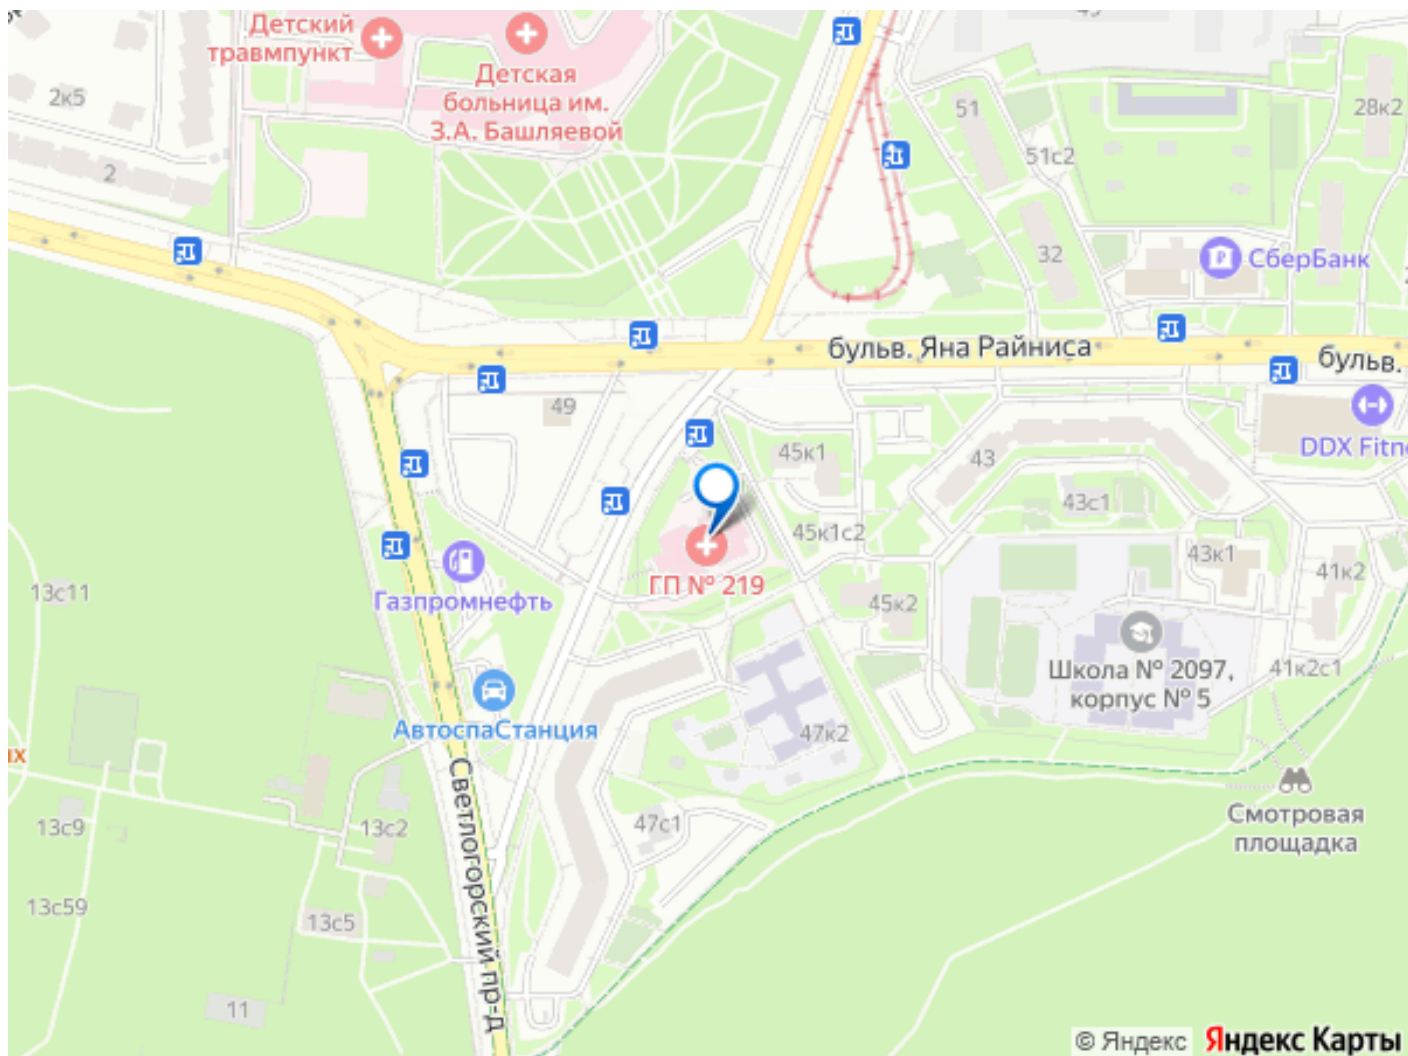 Детский
травмпункт
Детская
больница им.
З.А. Башляевой
2к5
2
51
51с2
28к2
32
СберБанк
бульв. Яна Райниса
бульв.
49
45к1
43
DDX Fitn
43с1
45к1с2
43к1
41к2
ГП № 219
45к2
Газпромнефть
13с11
Школа № 2097,
корпус № 5
41к2с1
АвтоспаСтанция
47к2
Светлогорский пр-д
Смотровая
площадка
13с9
13с2
47с1
13с59
13с5
11
© Яндекс Яндекс Карты